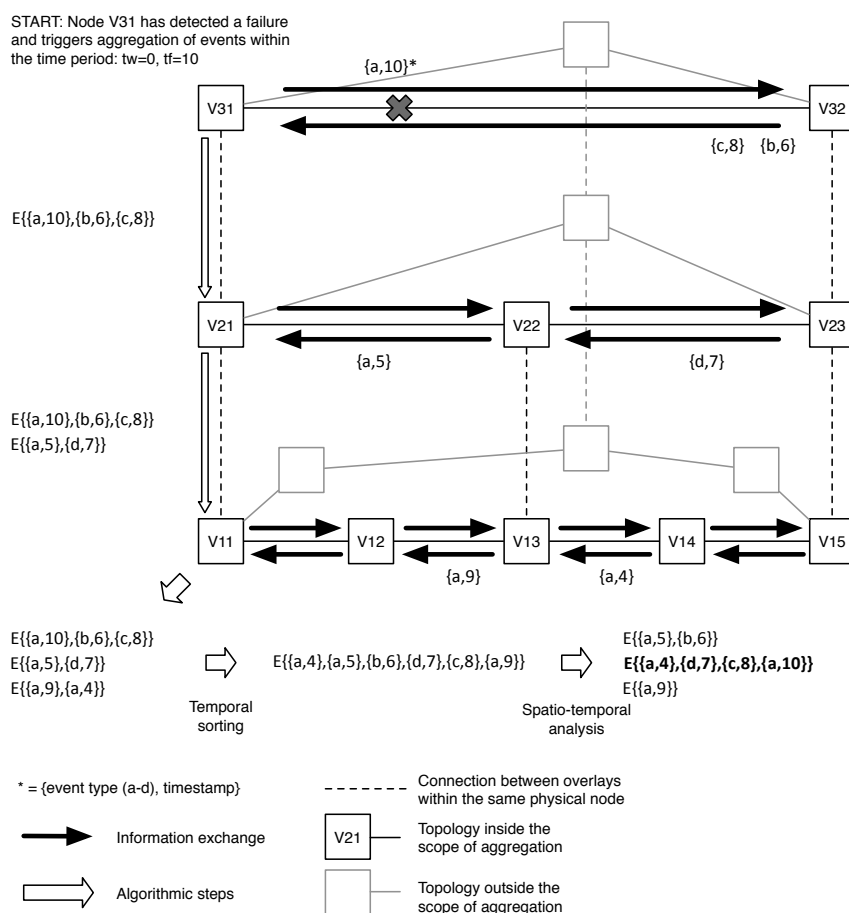 START: Node V31 has detected a failure
and triggers aggregation of events within
the time period: tw=0, tf=10
{a,10}*
V31
V32
{c,8} {b,6}
E{{a,10},{b,6},{c,8}}
V21
V22
V23
{a,5}
{d,7}
E{{a,10},{b,6},{c,8}}
E{{a,5},{d,7}}
V11
V12
V13
V14
V15
{a,9}
{a,4}
E{{a,10},{b,6},{c,8}}
E{{a,5},{d,7}}
E{{a,9},{a,4}}
Temporal
sorting
E{{a,4},{a,5},{b,6},{d,7},{c,8},{a,9}}
Spatio-temporal
analysis
E{{a,5},{b,6}}
E{{a,4},{d,7},{c,8},{a,10}}
E{{a,9}}
* = {event type (a-d), timestamp}
Information exchange
Algorithmic steps
Connection between overlays
within the same physical node
V21
Topology inside the
scope of aggregation
Topology outside the
scope of aggregation